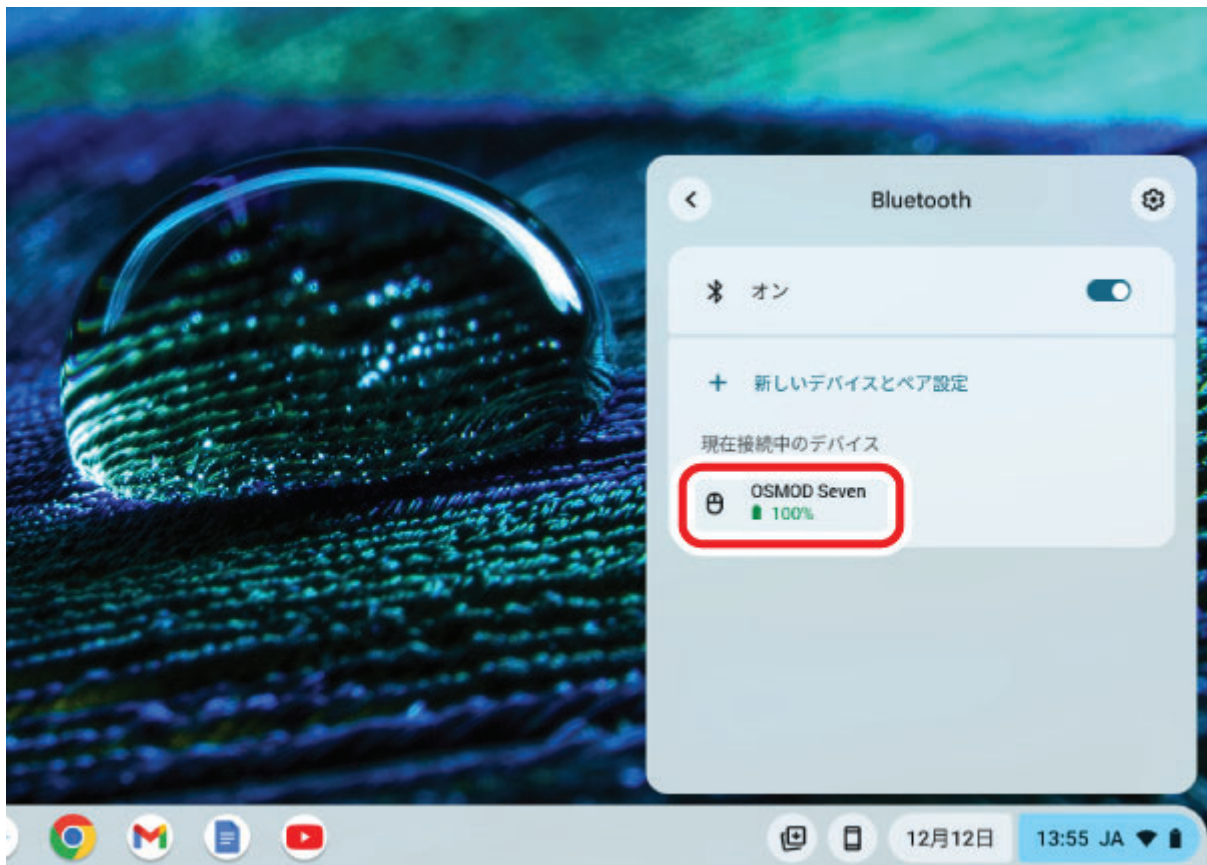 Bluetooth
オン
新しいデバイスとペア設定
現在接続中のデバイス
OSMOD Seven
100%
12月12日
13:55 JA